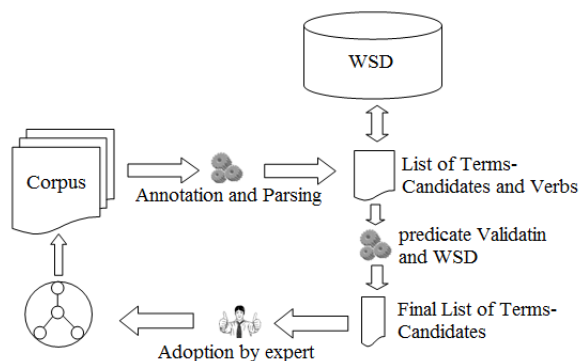 WSD
Corpus
Annotation and Parsing
List of Terms-
Candidates and Verbs
predicate Validatin
and WSD
Final List of Terms-
Candidates
Adoption by expert